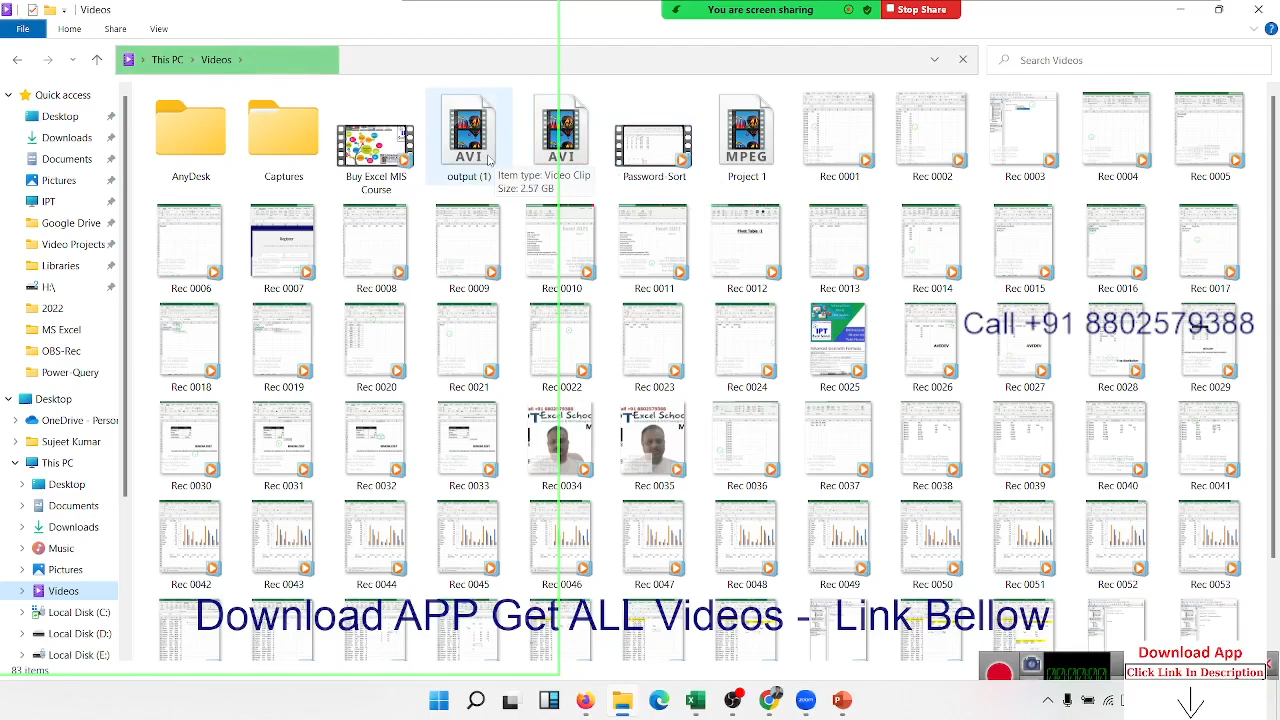 Videos
You are screen sharing
Stop Share
File
Home
Share
View
This PC
Videos
Search Videos
Quick access
Desktop
Downloads
Documents
Pictures
IPT
Google Drive
Video Projects
Libraries
H:\
2022
MS Excel
Power-Query
Desktop
Sujeet Kumar
This PC
Desktop
Documents
Downloads
Music
Pictures
Videos
Local Disk (C:)
Local Disk (D:)
Local Disk (E:)
83 items
AnyDesk
Captures
BD Excel MIS Course
AVI
output (1)
AVI
Item type: Video Clip
Size: 2.57 GB
Password-Sort
MPEG
Project 1
Rec 0001
Rec 0002
Rec 0003
Rec 0004
Rec 0005
Rec 0006
Rec 0007
Rec 0008
Rec 0009
Rec 0010
Rec 0011
Rec 0012
Rec 0013
Rec 0014
Rec 0015
Rec 0016
Rec 0017
Rec 0018
Rec 0019
Rec 0020
Rec 0021
Rec 0022
Rec 0023
Rec 0024
Rec 0025
Rec 0026
Rec 0027
Rec 0028
Rec 0029
Call +91 8802579388
Rec 0030
Rec 0031
Rec 0032
Rec 0033
Rec 0034
Rec 0035
Rec 0036
Rec 0037
Rec 0038
Rec 0039
Rec 0040
Rec 0041
Rec 0042
Rec 0043
Rec 0044
Rec 0045
Rec 0046
Rec 0047
Rec 0048
Rec 0049
Rec 0050
Rec 0051
Rec 0052
Rec 0053
Download APP Get ALL Videos - Link Bellow
Download App
Click Link In Description
zoom